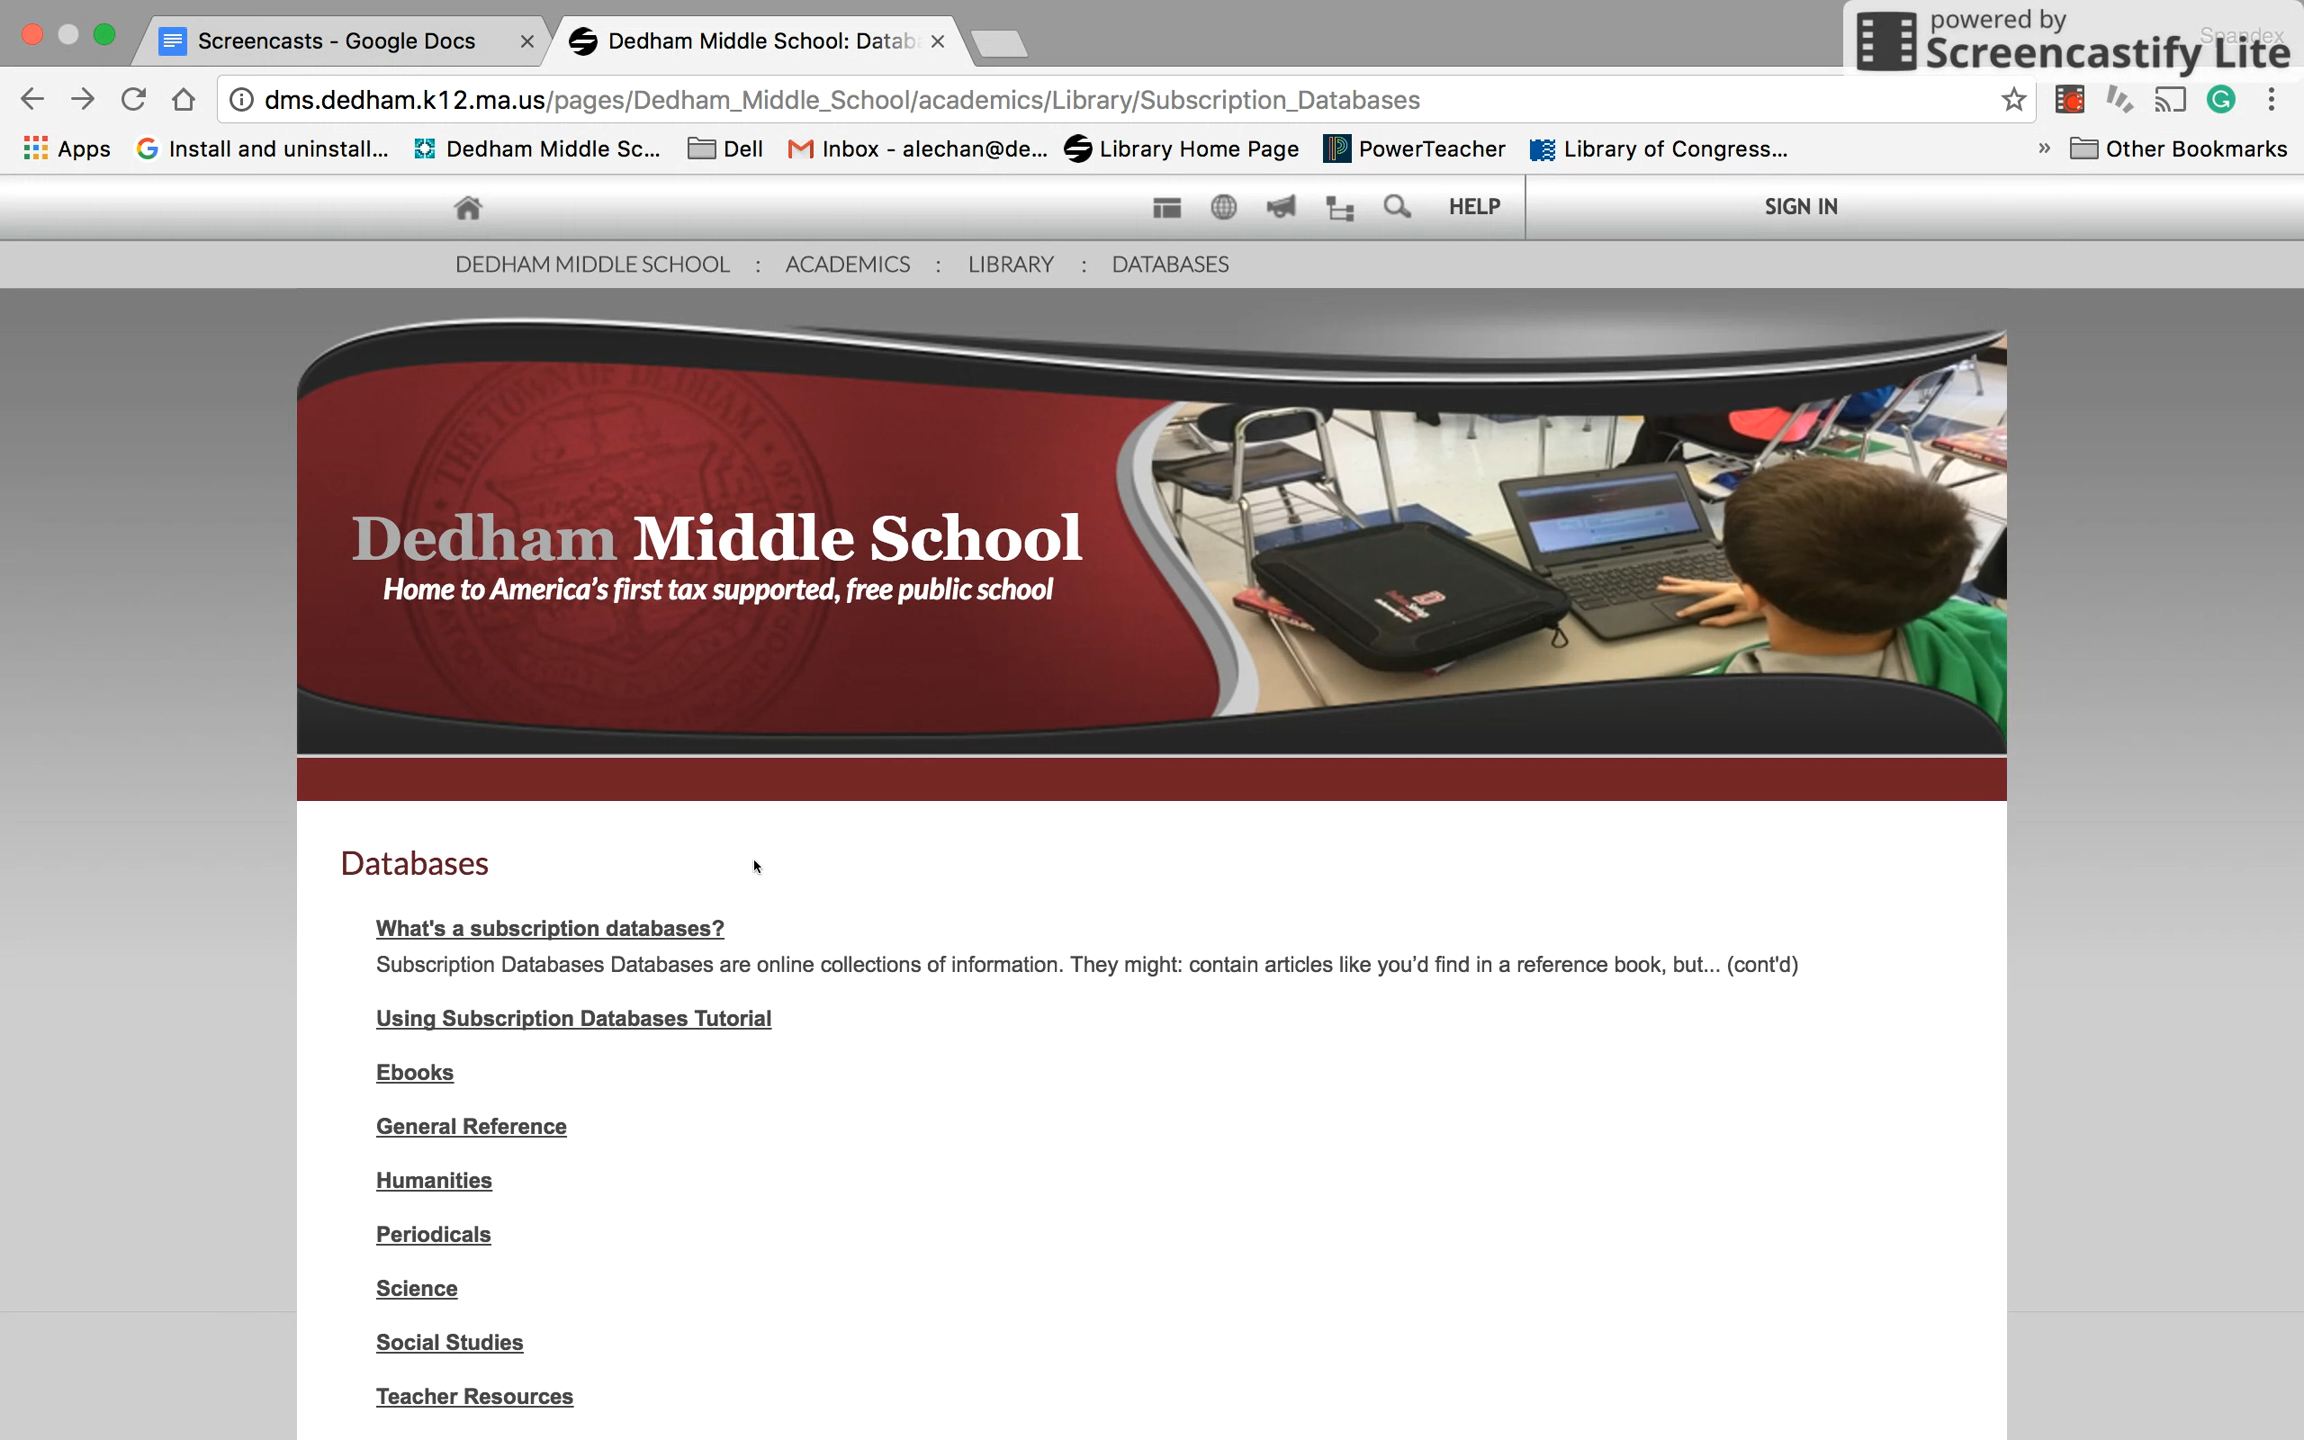 Screencasts - Google Docs
Dedham Middle School: Datab
powered by
Screencastify Lite
Spandex
dms.dedham.k12.ma.us/pages/Dedham_Middle_School/academics/Library/Subscription_Databases
Apps
Install and uninstall...
Dedham Middle Sc...
Dell
Inbox - alechan@de...
Library Home Page
PowerTeacher
Library of Congress...
»
Other Bookmarks
HELP
SIGN IN
DEDHAM MIDDLE SCHOOL : ACADEMICS : LIBRARY : DATABASES
THE TOWN OF DEDHAM
Dedham Middle School
Home to America's first tax supported, free public school
Databases
What's a subscription databases?
Subscription Databases Databases are online collections of information. They might: contain articles like you'd find in a reference book, but... (cont'd)
Using Subscription Databases Tutorial
Ebooks
General Reference
Humanities
Periodicals
Science
Social Studies
Teacher Resources